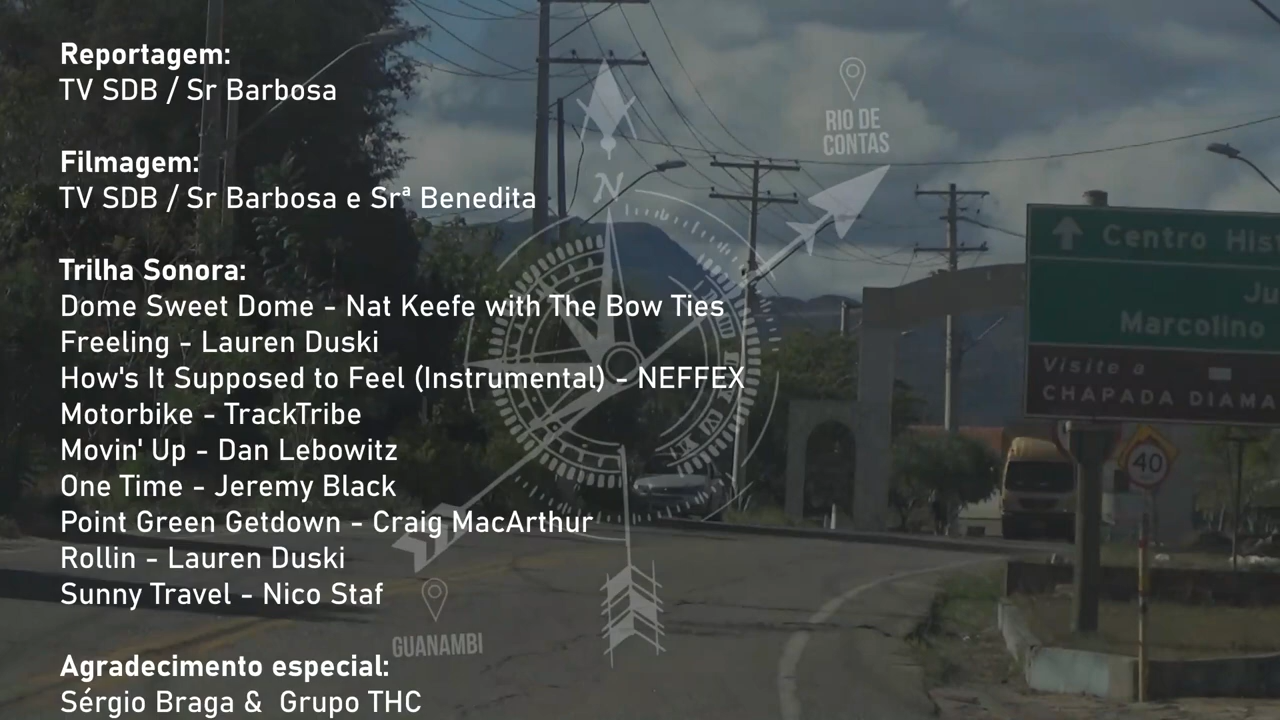 Reportagem:
TV SDB / Sr Barbosa
Filmagem:
TV SDB / Sr Barbosa e Srª Benedita
Trilha Sonora:
Dome Sweet Dome - Nat Keefe with The Bow Ties
Freeling - Lauren Duski
How's It Supposed to Feel (Instrumental) - NEFFEX
Motorbike - TrackTribe
Movin' Up - Dan Lebowitz
One Time - Jeremy Black
Point Green Getdown - Craig MacArthur
Rollin - Lauren Duski
Sunny Travel - Nico Staf
Agradecimento especial:
Sérgio Braga & Grupo THC
N
RIO DE
CONTAS
GUANAMBI
Centro Hist
Ju
Marcolino
Visite a
CHAPADA DIAMA
40